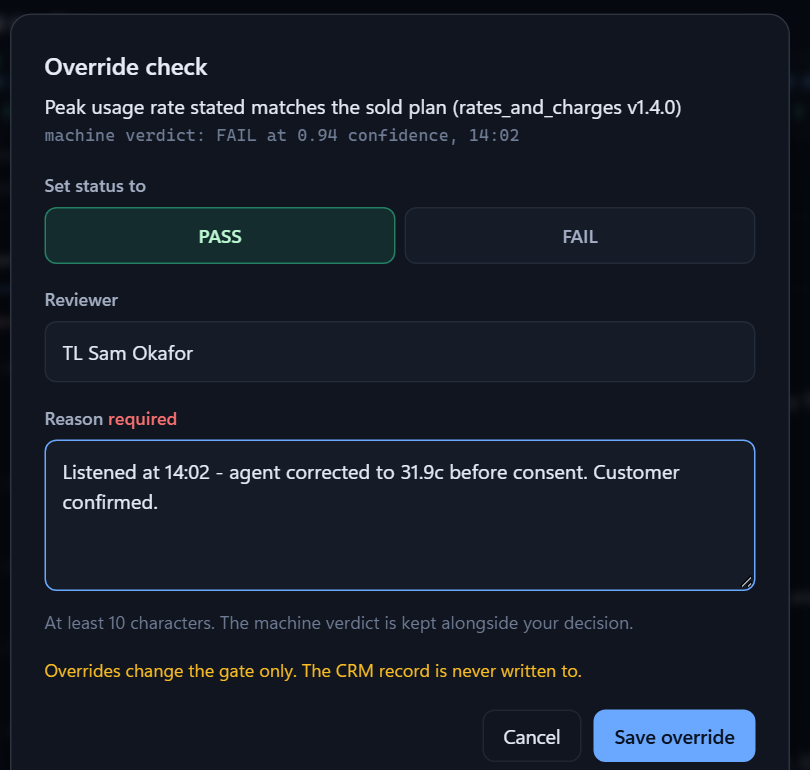 Override check
Peak usage rate stated matches the sold plan (rates_and_charges v1.4.0)
machine verdict: FAIL at 0.94 confidence, 14:02
Set status to
PASS
FAIL
Reviewer
TL Sam Okafor
Reason required
Listened at 14:02 - agent corrected to 31.9c before consent. Customer
confirmed.
At least 10 characters. The machine verdict is kept alongside your decision.
Overrides change the gate only. The CRM record is never written to.
Cancel
Save override